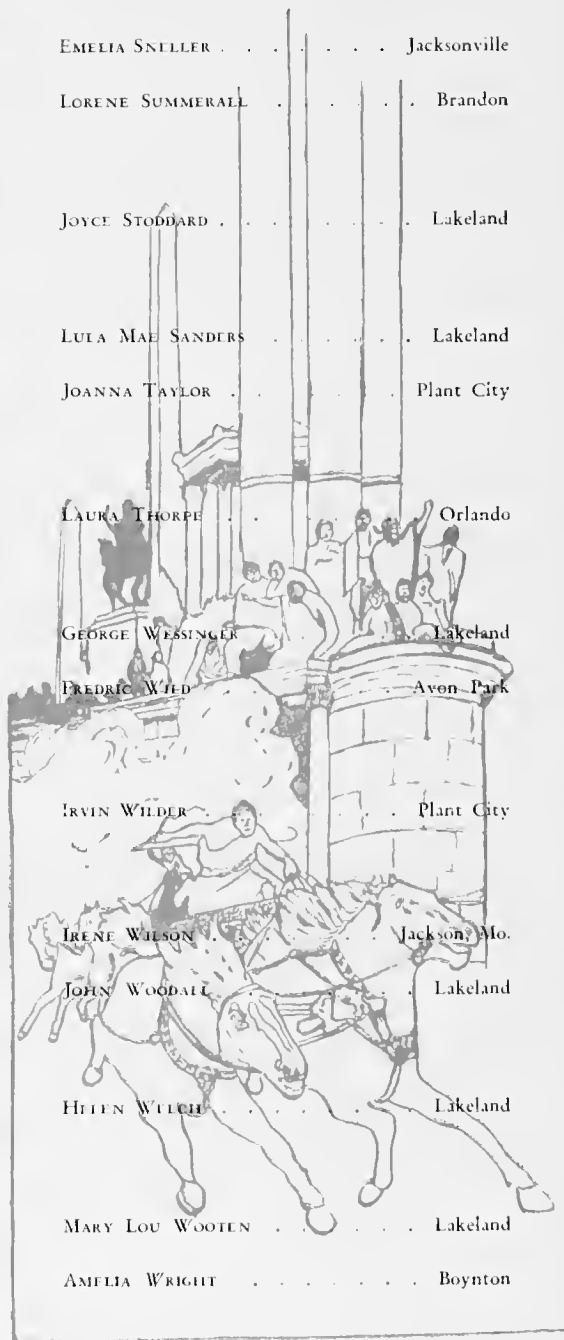 EMELIA SNELLER . . . . . . . Jacksonville
LORENE SUMMERALL . . . . . . Brandon
JOYCE STODDARD . . . . . . . Lakeland
LULA MAE SANDERS . . . . . . Lakeland
JOANNA TAYLOR . . . . . . Plant City
LAURA THORPE . . . . . . . Orlando
GEORGE WESSINGER . . . . . . Lakeland
FREDRIC WILD . . . . . . Avon Park
IRVIN WILDER . . . . . . . Plant City
IRENE WILSON . . . . . . Jackson, Mo.
JOHN WOODALL . . . . . . Lakeland
HELEN WELCH . . . . . . . Lakeland
MARY LOU WOOTEN . . . . . . Lakeland
AMELIA WRIGHT . . . . . . . Boynton